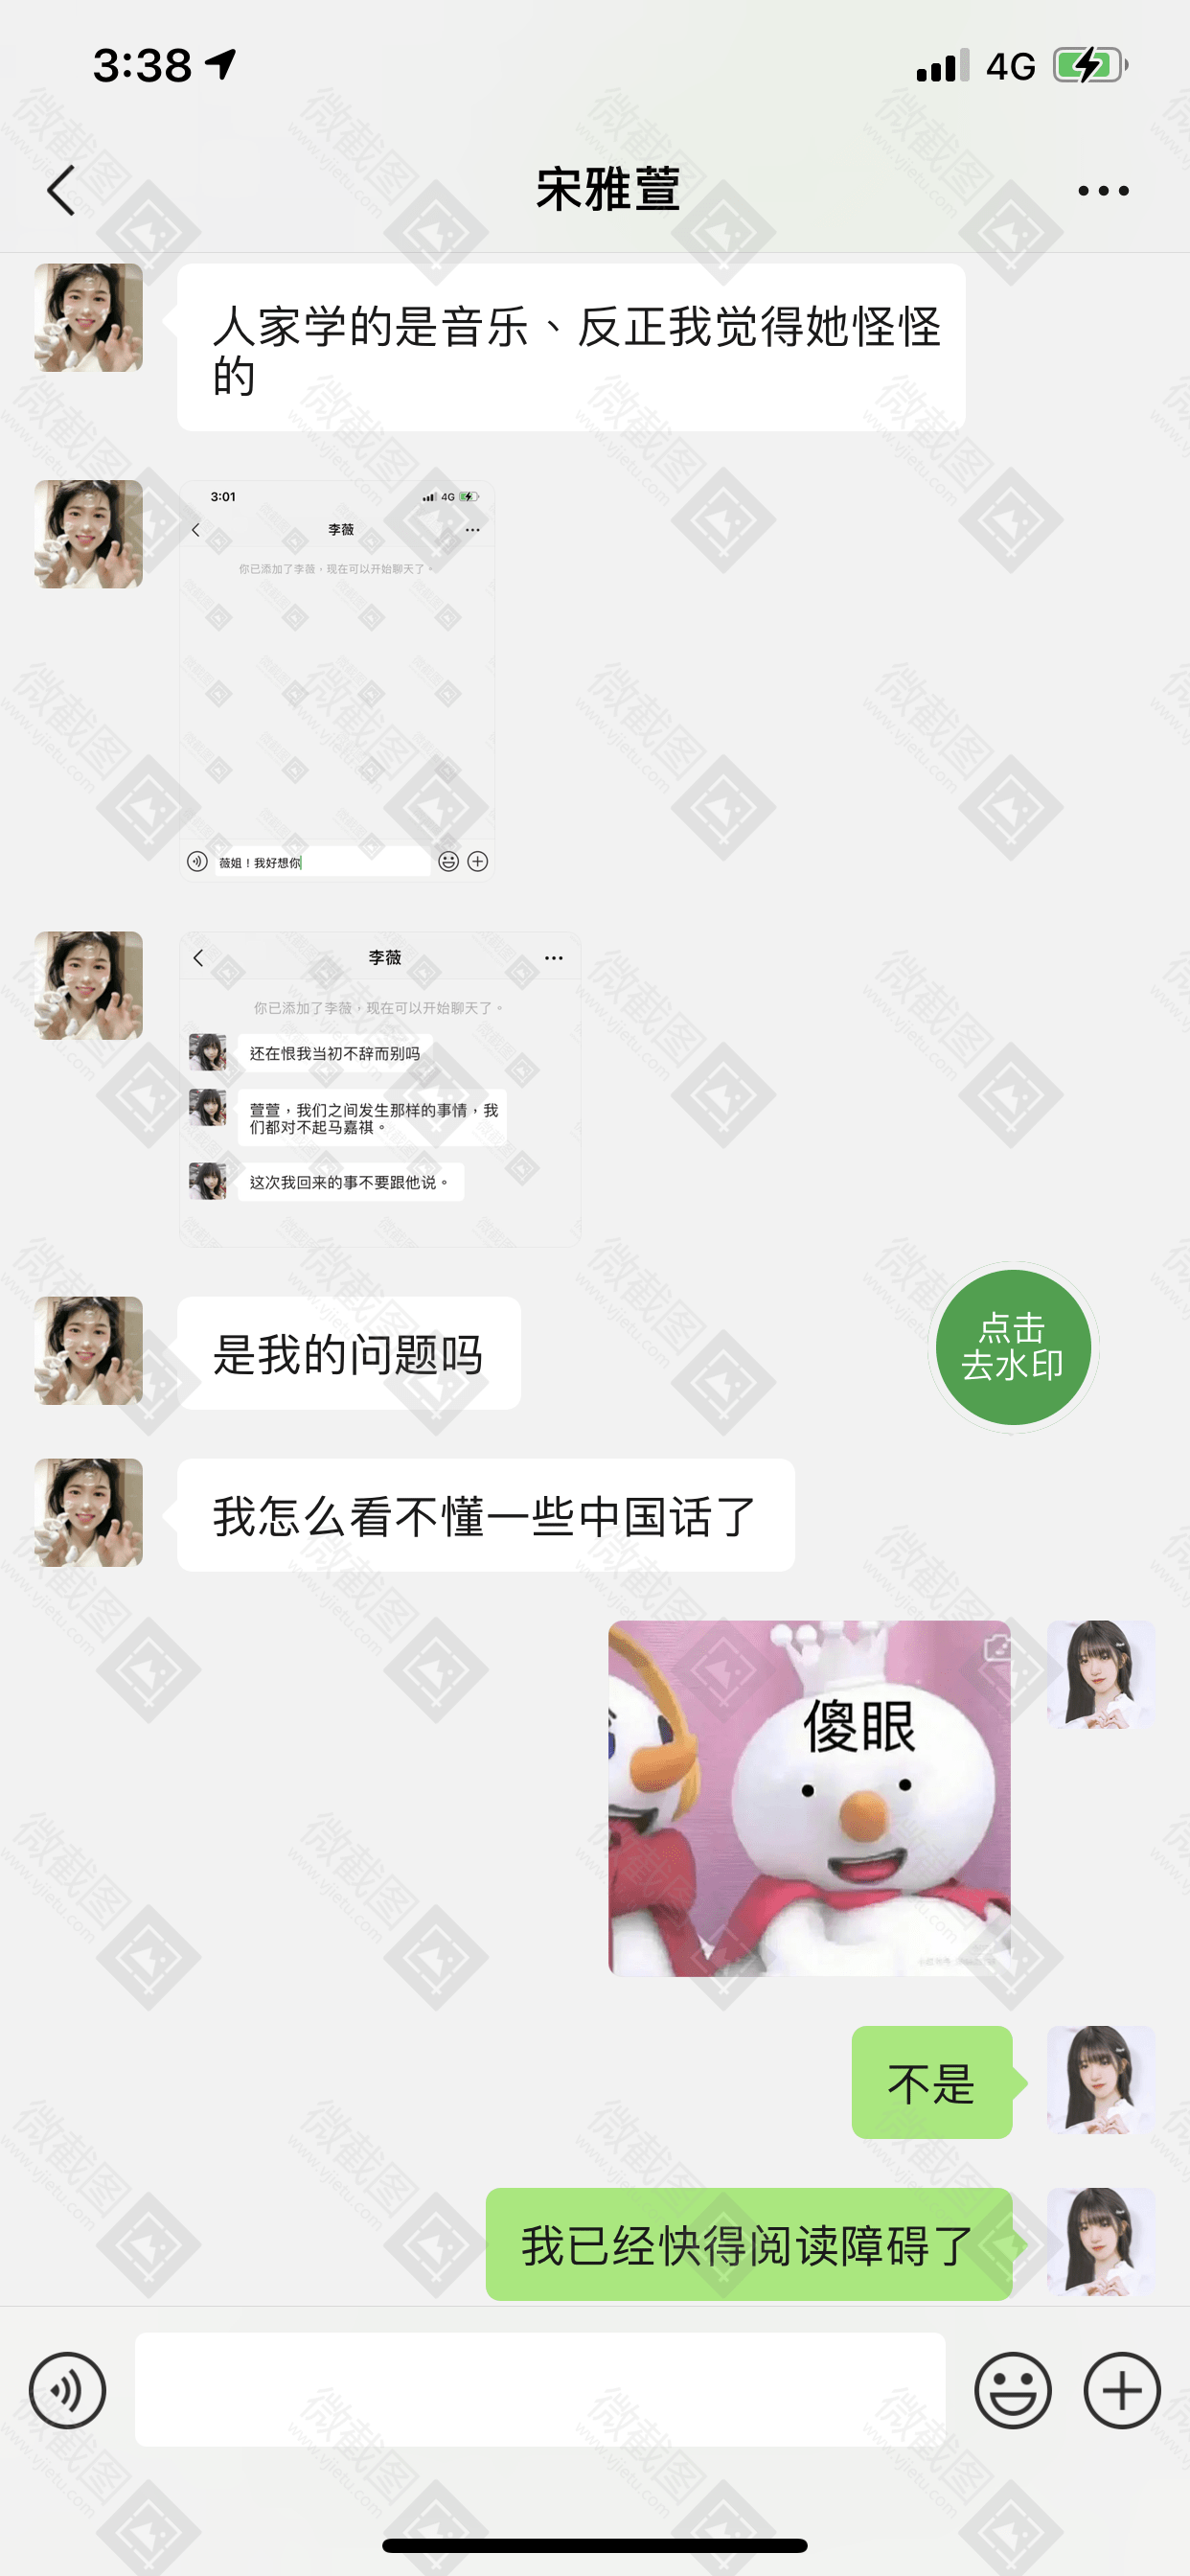 3:38
4G
宋雅萱
人家学的是音乐、反正我觉得她怪怪
的
3:01
4G
李薇
你已添加了李薇，现在可以开始聊天了。
薇姐！我好想你
李薇
你已添加了李薇，现在可以开始聊天了。
还在恨我当初不辞而别吗
萱萱，我们之间发生那样的事情，我
们都对不起马嘉祺。
这次我回来的事不要跟他说。
点击
去水印
是我的问题吗
我怎么看不懂一些中国话了
傻眼
不是
我已经快得阅读障碍了
微截图
www.vjietu.com